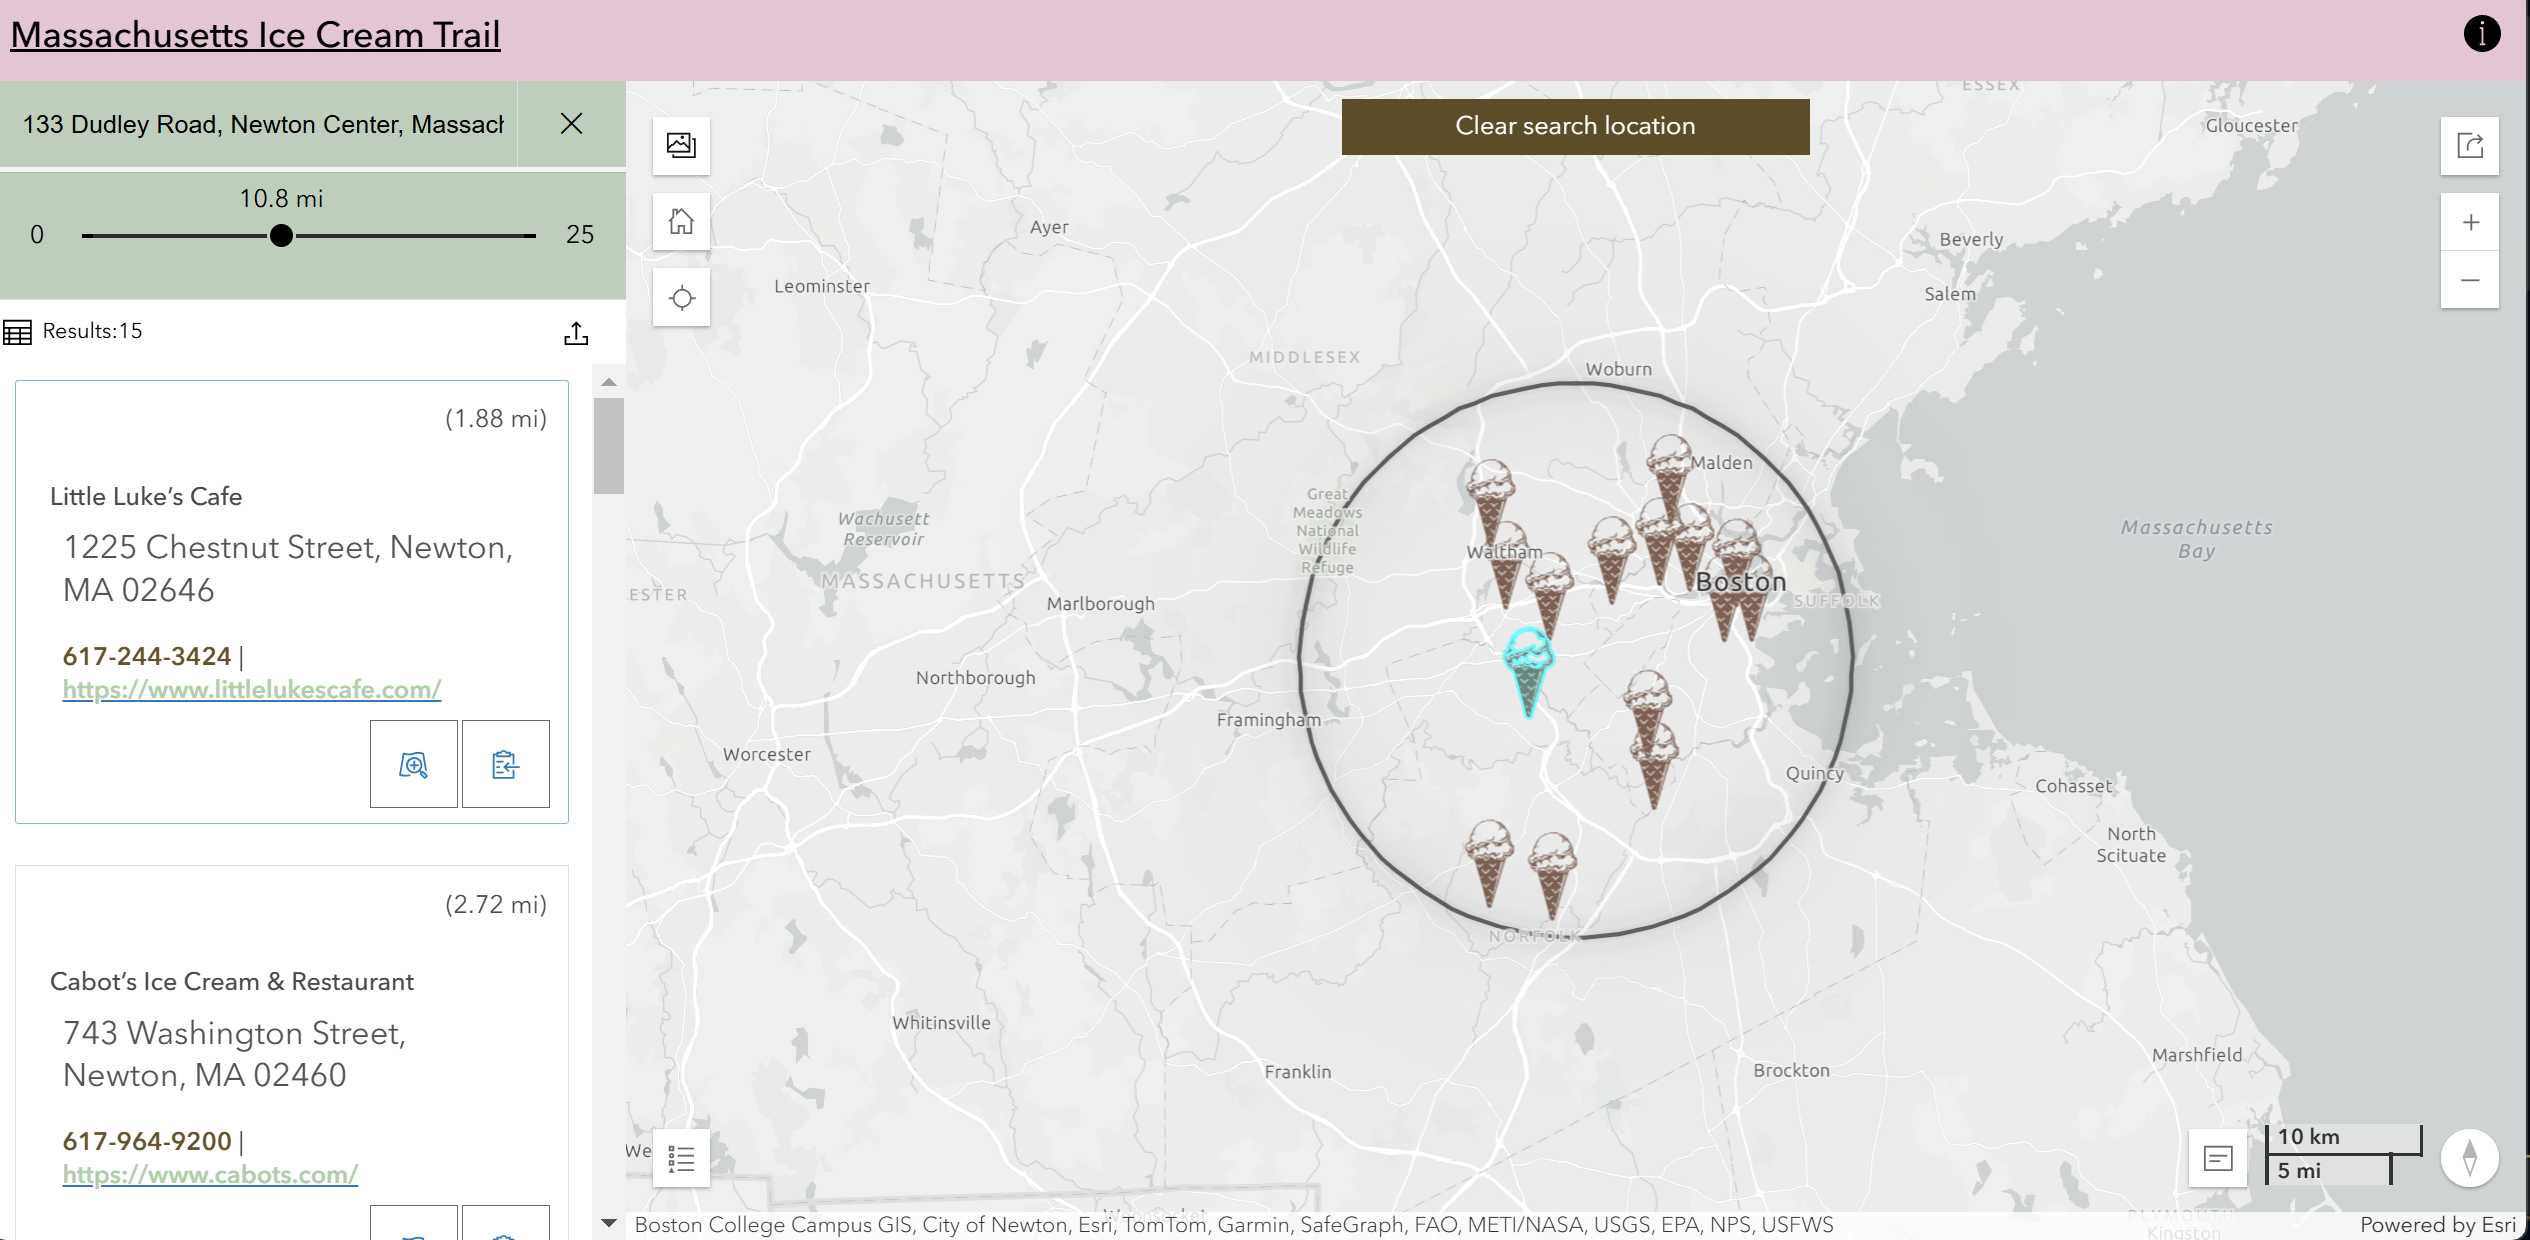 Massachusetts Ice Cream Trail
i
133 Dudley Road, Newton Center, Massach
10.8 mi
0
25
Results:15
(1.88 mi)
Little Luke's Cafe
1225 Chestnut Street, Newton,
MA 02646
617-244-3424 |
https://www.littlelukescafe.com/
(2.72 mi)
Cabot's Ice Cream & Restaurant
743 Washington Street,
Newton, MA 02460
617-964-9200 |
https://www.cabots.com/
Clear search location
ESSEX
Gloucester
Ayer
Beverly
Leominster
Salem
MIDDLESEX
Woburn
Malden
Great
Meadows
National
Wildlife
Refuge
Wachusett
Reservoir
Massachusetts
Bay
Waltham
MASSACHUSETTS
Boston
ESTER
SUFFOLK
Marlborough
Northborough
Framingham
Worcester
Quincy
Cohasset
North
Scituate
NORFOLK
Whitinsville
Marshfield
Franklin
Brockton
We
10 km
5 mi
Woonsocket
PLYMOUTH
Kingston
Boston College Campus GIS, City of Newton, Esri, TomTom, Garmin, SafeGraph, FAO, METI/NASA, USGS, EPA, NPS, USFWS
Powered by Esri